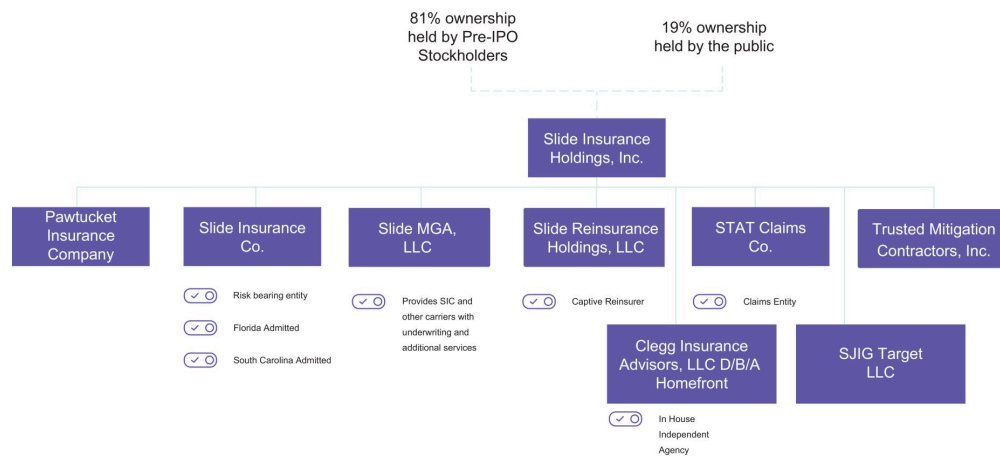 81% ownership
held by Pre-IPO
Stockholders
19% ownership
held by the public
Slide Insurance
Holdings, Inc.
Pawtucket
Insurance
Company
Slide Insurance
Co.
Slide MGA,
LLC
Slide Reinsurance
Holdings, LLC
STAT Claims
Co.
Trusted Mitigation
Contractors, Inc.
Risk bearing entity
Florida Admitted
South Carolina Admitted
Provides SIC and
other carriers with
underwriting and
additional services
Captive Reinsurer
Claims Entity
Clegg Insurance
Advisors, LLC D/B/A
Homefront
SJIG Target
LLC
In House
Independent
Agency